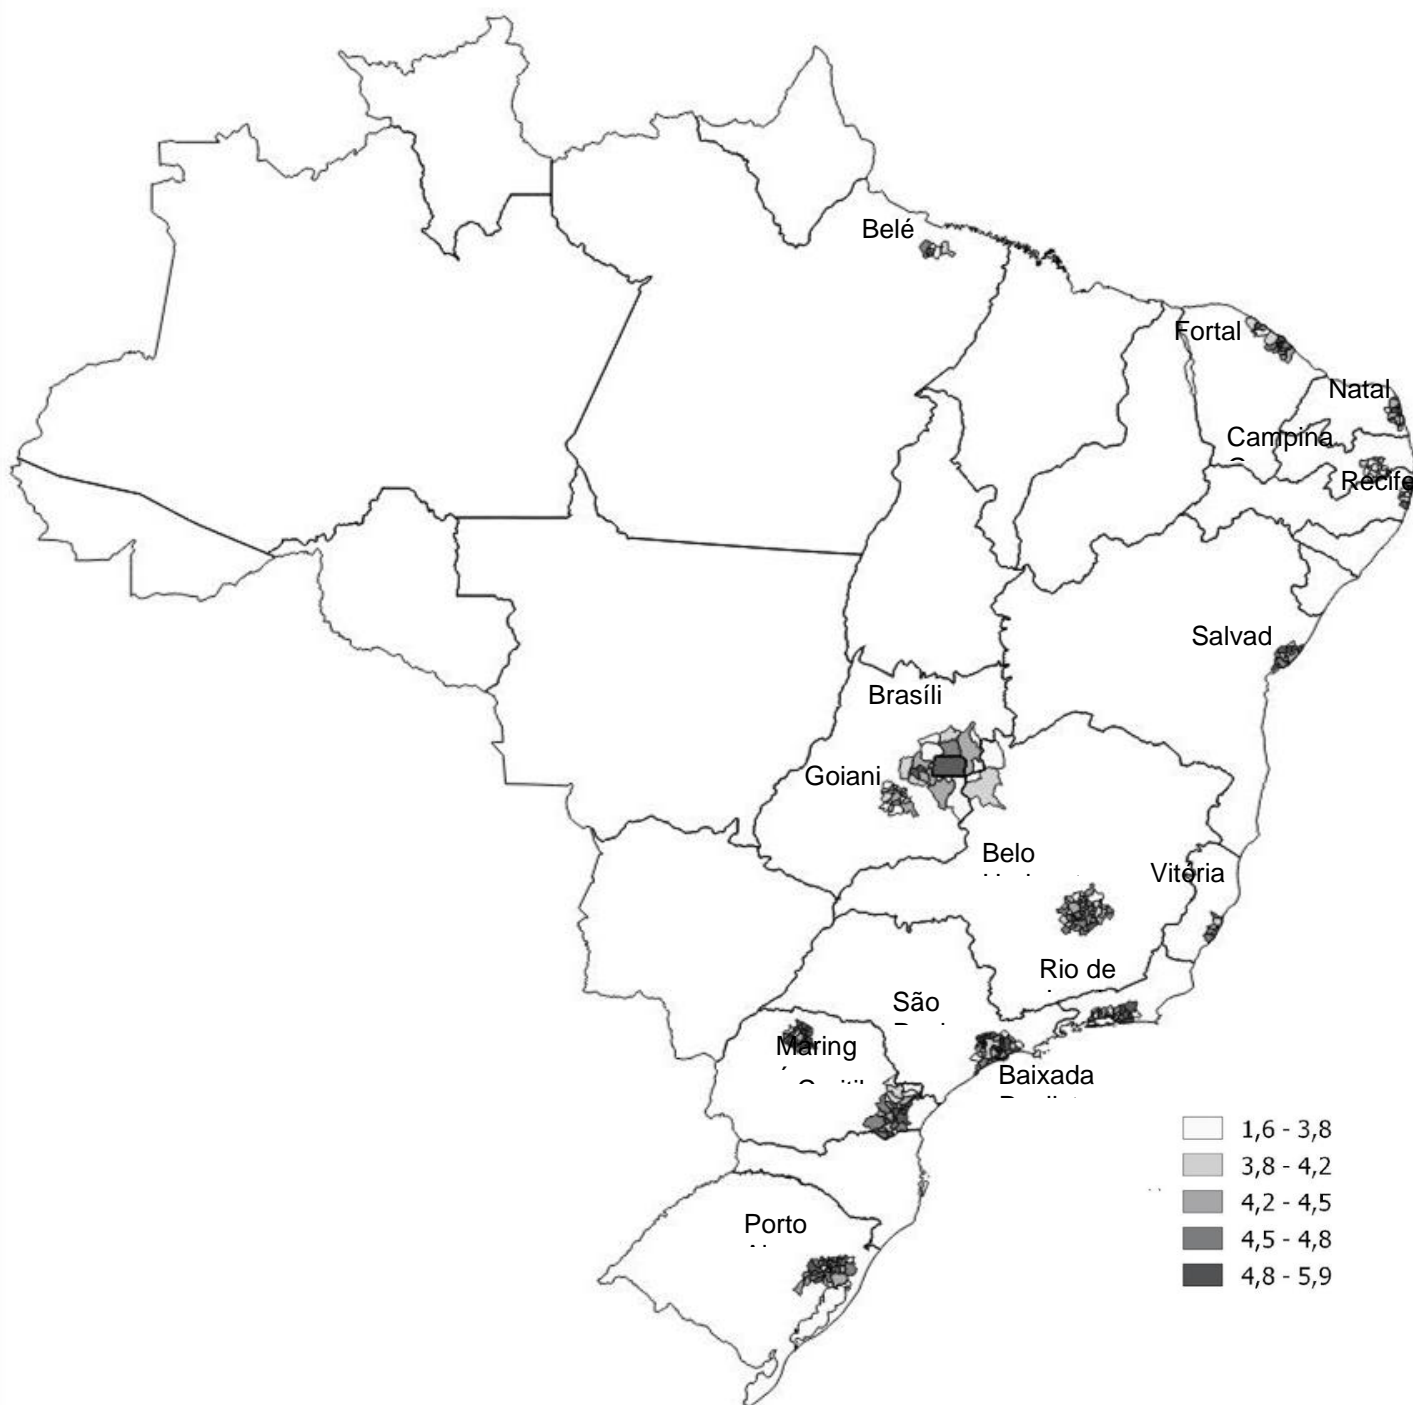 Belé
Fortal
Natal
Campina
Recife
Salvad
Brasíli
Goiani
Belo
Vitória
Rio de
São
Maring
Baixada
Porto
1,6 - 3,8
3,8 - 4,2
4,2 - 4,5
4,5 - 4,8
4,8 - 5,9